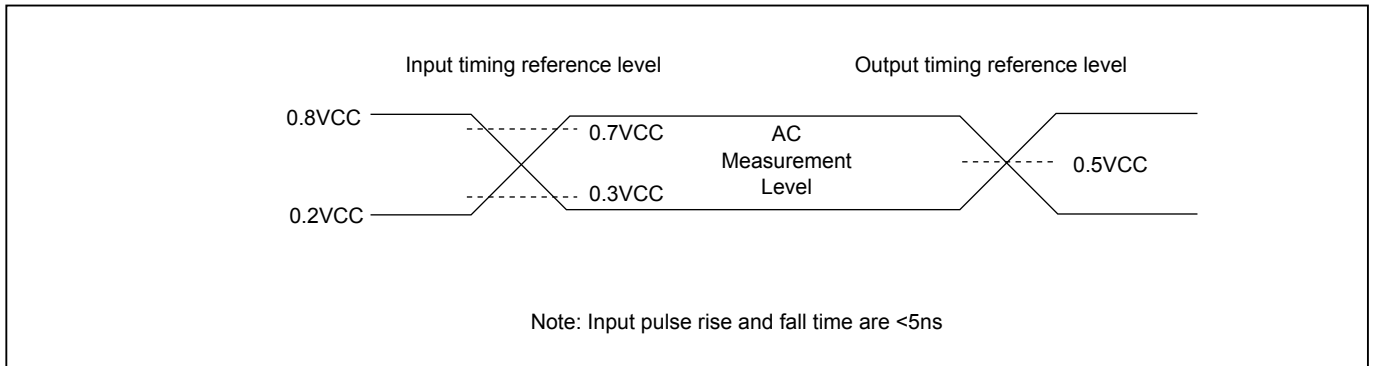 Input timing reference level
Output timing reference level
0.8VCC
0.7VCC
AC
Measurement
Level
0.5VCC
0.3VCC
0.2VCC
Note: Input pulse rise and fall time are <5ns